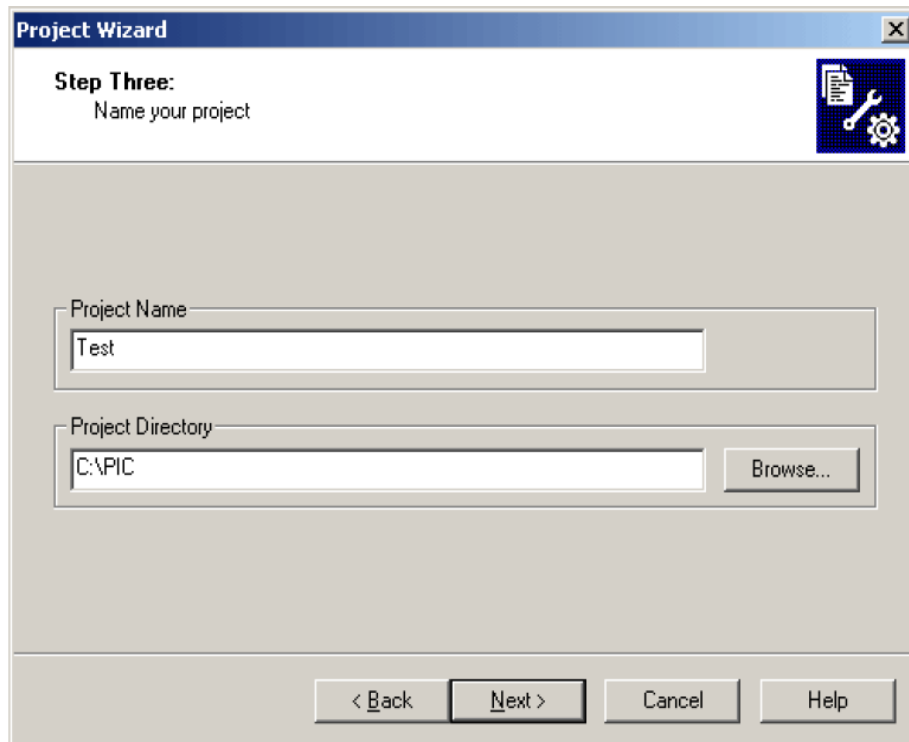 Project Wizard
Step Three:
Name your project
Project Name
Test
Project Directory
C:\PIC
Browse...
< Back
Next >
Cancel
Help